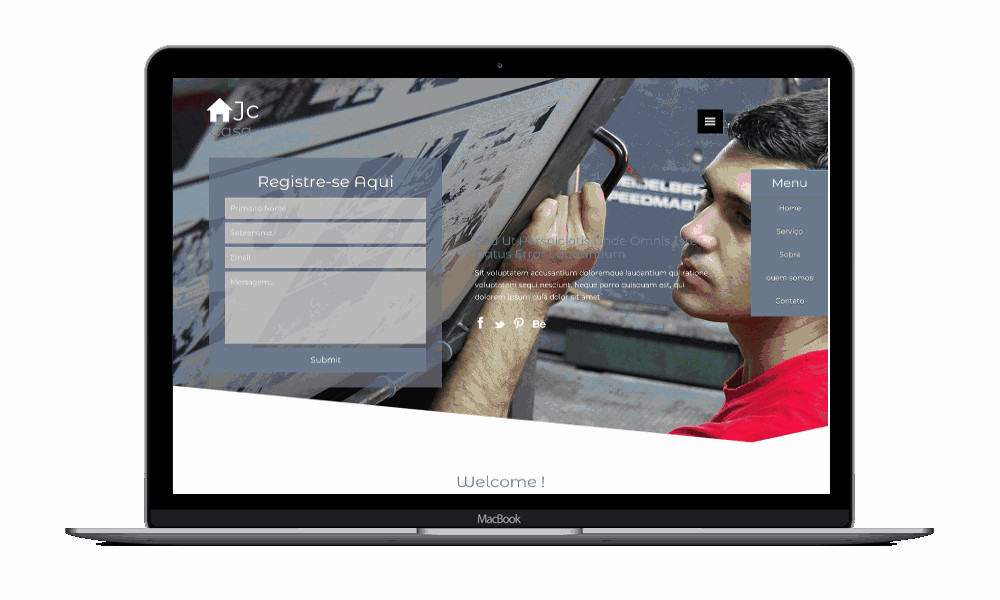 Jc
Casa
Registre-se Aqui
Primeiro Nome
Sobrenome
Email
Mensagem...
Submit
Menu
Home
Serviço
Sobre
quem somos
Contato
Sed Ut Perspiciatis Unde Omnis Iste
Natus Error Laudantium
Sit voluptatem accusantium doloremque laudantium qui ratione
voluptatem sequi nesciunt. Neque porro quisquam est, qui
dolorem ipsum quia dolor sit amet
Bē
Welcome !
MacBook